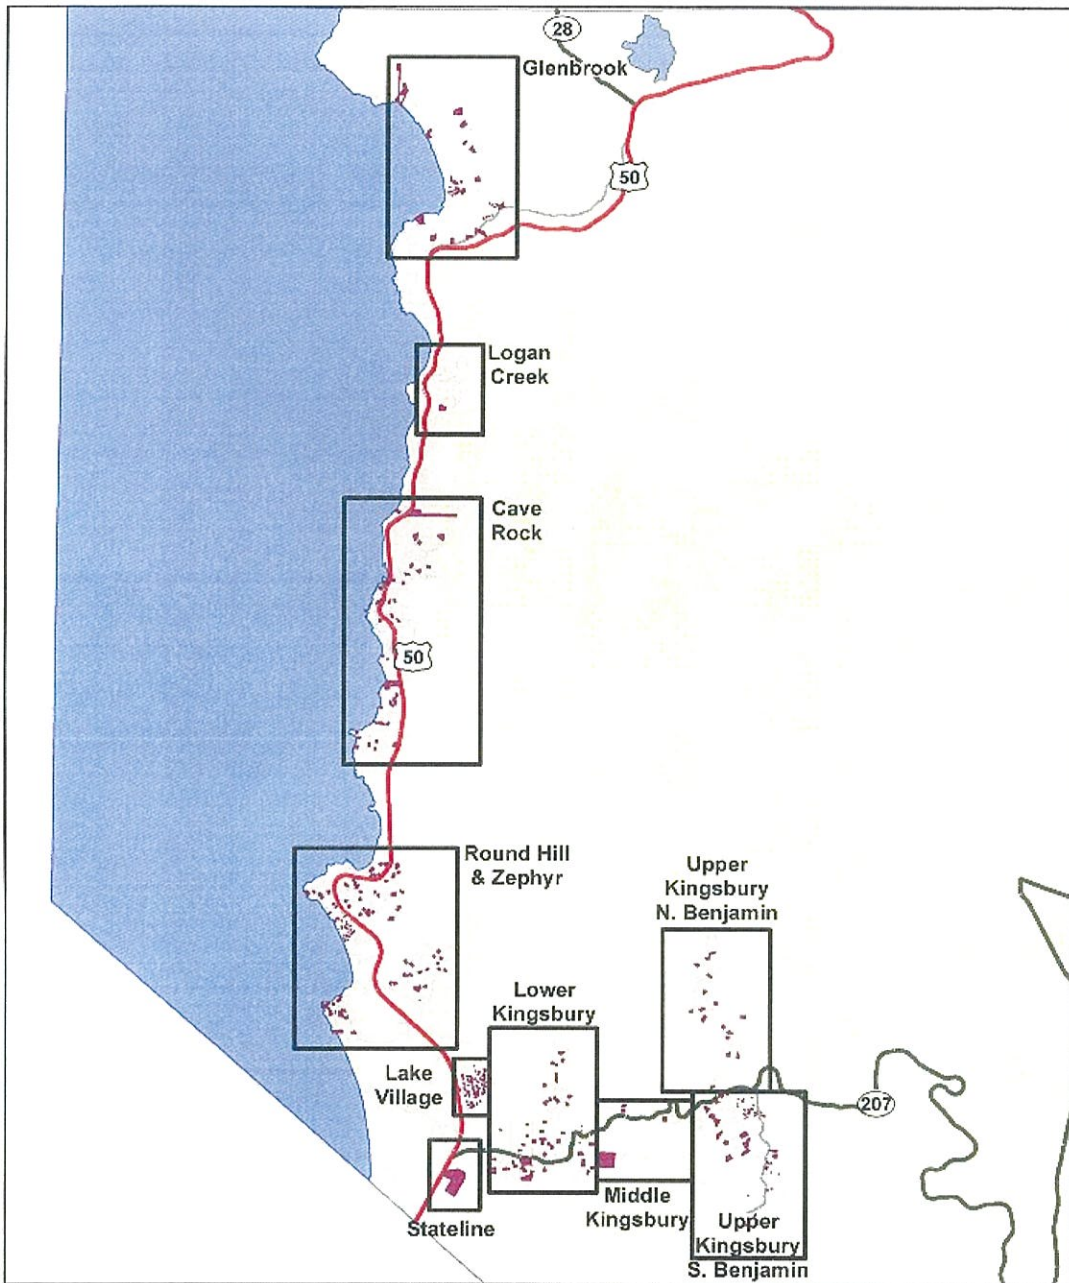 28
Glenbrook
50
Logan
Creek
Cave
Rock
50
Round Hill
& Zephyr
Upper
Kingsbury
N. Benjamin
Lower
Kingsbury
Lake
Village
207
Middle
Kingsbury
Stateline
Upper
Kingsbury
S. Benjamin